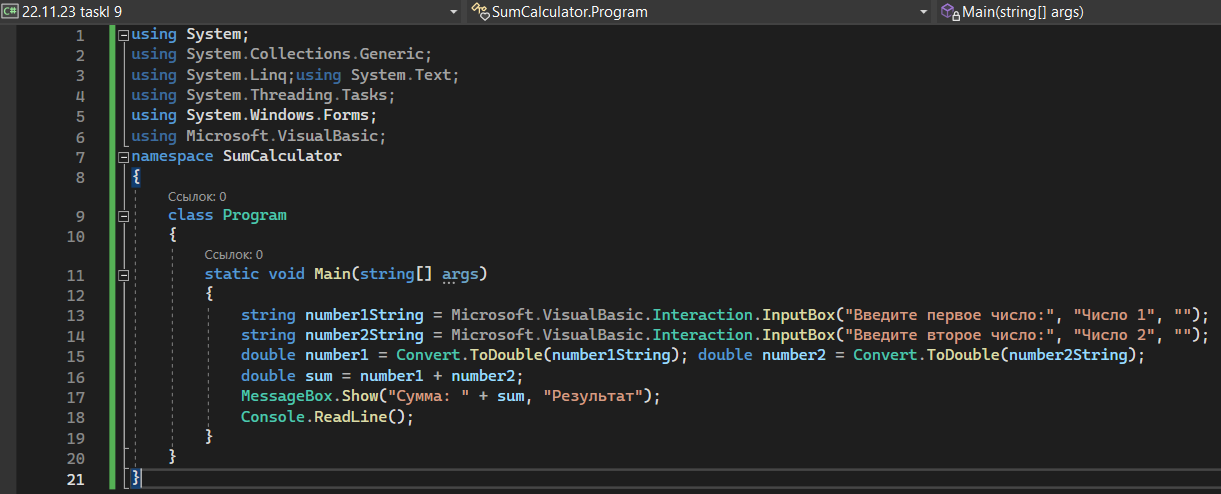 C# 22.11.23 taskl 9 SumCalculator.Program Main(string[] args)
1 using System;
2 using System.Collections.Generic;
3 using System.Linq;using System.Text;
4 using System.Threading.Tasks;
5 using System.Windows.Forms;
6 using Microsoft.VisualBasic;
7 namespace SumCalculator
8 {
Ссылок: 0
9 class Program
10 {
Ссылок: 0
11 static void Main(string[] args)
12 {
13 string number1String = Microsoft.VisualBasic.Interaction.InputBox("Введите первое число:", "Число 1", "");
14 string number2String = Microsoft.VisualBasic.Interaction.InputBox("Введите второе число:", "Число 2", "");
15 double number1 = Convert.ToDouble(number1String); double number2 = Convert.ToDouble(number2String);
16 double sum = number1 + number2;
17 MessageBox.Show("Сумма: " + sum, "Результат");
18 Console.ReadLine();
19 }
20 }
21 }